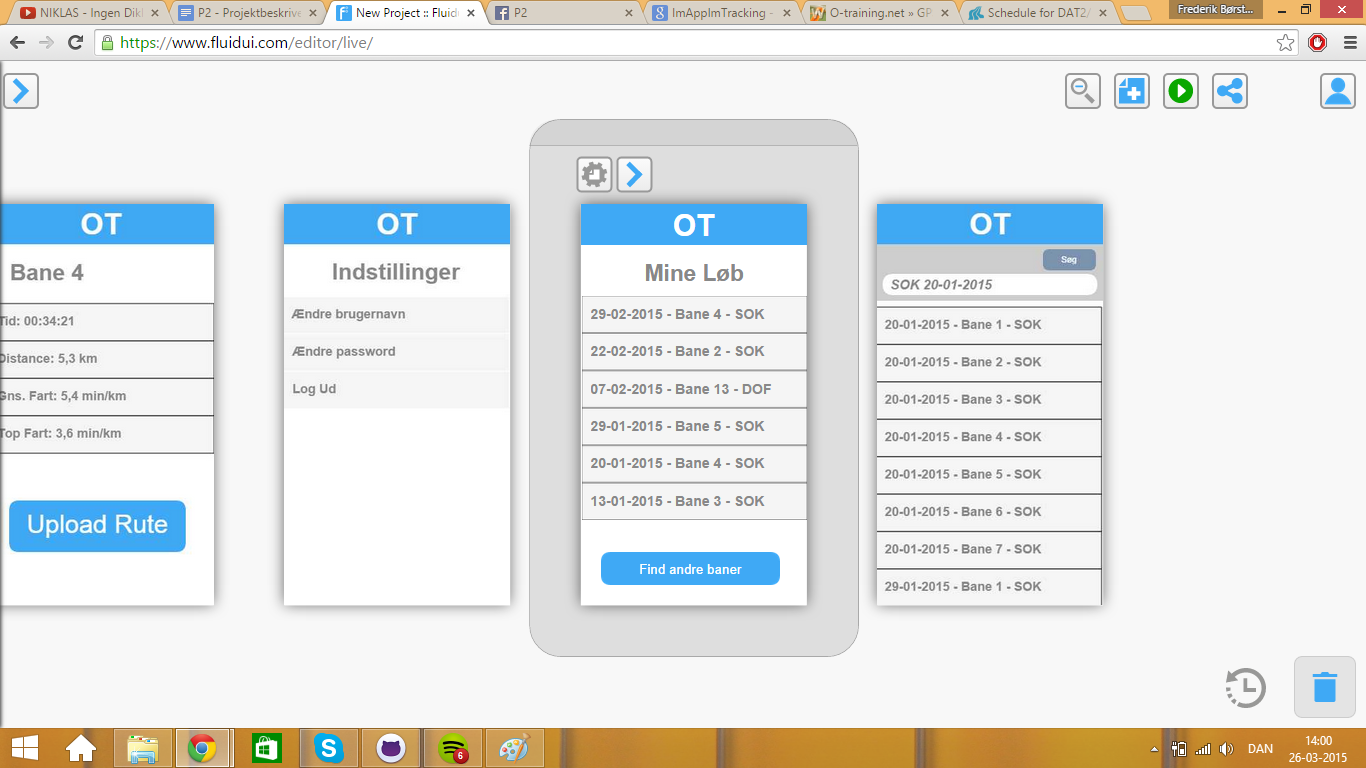 NIKLAS - Ingen Dikl
P2 - Projektbeskrive
New Project :: Fluid
P2
ImAppImTracking -
O-training.net » GP
Schedule for DAT2/
Frederik Børst...
https://www.fluidui.com/editor/live/
OT
Bane 4
Tid: 00:34:21
Distance: 5,3 km
Gns. Fart: 5,4 min/km
Top Fart: 3,6 min/km
Upload Rute
OT
Indstillinger
Ændre brugernavn
Ændre password
Log Ud
OT
Mine Løb
29-02-2015 - Bane 4 - SOK
22-02-2015 - Bane 2 - SOK
07-02-2015 - Bane 13 - DOF
29-01-2015 - Bane 5 - SOK
20-01-2015 - Bane 4 - SOK
13-01-2015 - Bane 3 - SOK
Find andre baner
OT
Søg
SOK 20-01-2015
20-01-2015 - Bane 1 - SOK
20-01-2015 - Bane 2 - SOK
20-01-2015 - Bane 3 - SOK
20-01-2015 - Bane 4 - SOK
20-01-2015 - Bane 5 - SOK
20-01-2015 - Bane 6 - SOK
20-01-2015 - Bane 7 - SOK
29-01-2015 - Bane 1 - SOK
6
DAN
14:00
26-03-2015